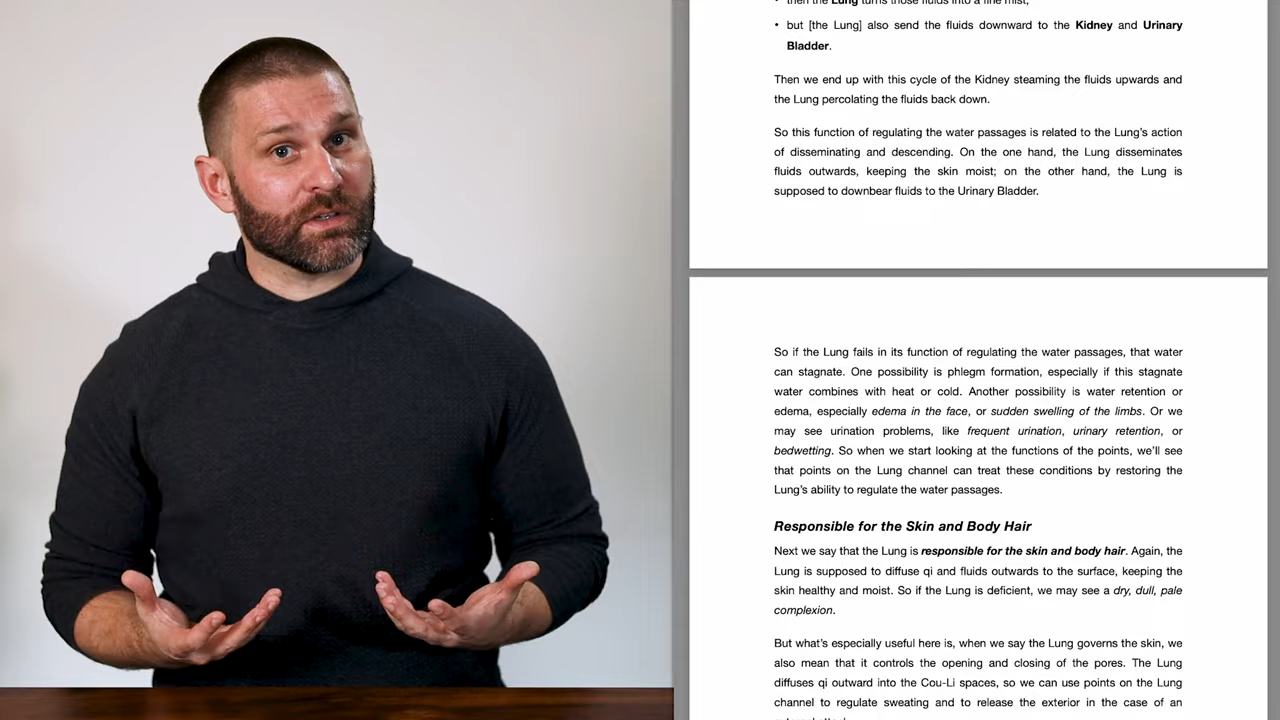 then the Lung turns those fluids into a fine mist,
• but [the Lung] also send the fluids downward to the Kidney and Urinary
Bladder.
Then we end up with this cycle of the Kidney steaming the fluids upwards and
the Lung percolating the fluids back down.
So this function of regulating the water passages is related to the Lung's action
of disseminating and descending. On the one hand, the Lung disseminates
fluids outwards, keeping the skin moist; on the other hand, the Lung is
supposed to downbear fluids to the Urinary Bladder.
So if the Lung fails in its function of regulating the water passages, that water
can stagnate. One possibility is phlegm formation, especially if this stagnate
water combines with heat or cold. Another possibility is water retention or
edema, especially edema in the face, or sudden swelling of the limbs. Or we
may see urination problems, like frequent urination, urinary retention, or
bedwetting. So when we start looking at the functions of the points, we'll see
that points on the Lung channel can treat these conditions by restoring the
Lung's ability to regulate the water passages.
Responsible for the Skin and Body Hair
Next we say that the Lung is responsible for the skin and body hair. Again, the
Lung is supposed to diffuse qi and fluids outwards to the surface, keeping the
skin healthy and moist. So if the Lung is deficient, we may see a dry, dull, pale
complexion.
But what's especially useful here is, when we say the Lung governs the skin, we
also mean that it controls the opening and closing of the pores. The Lung
diffuses qi outward into the Cou-Li spaces, so we can use points on the Lung
channel to regulate sweating and to release the exterior in the case of an